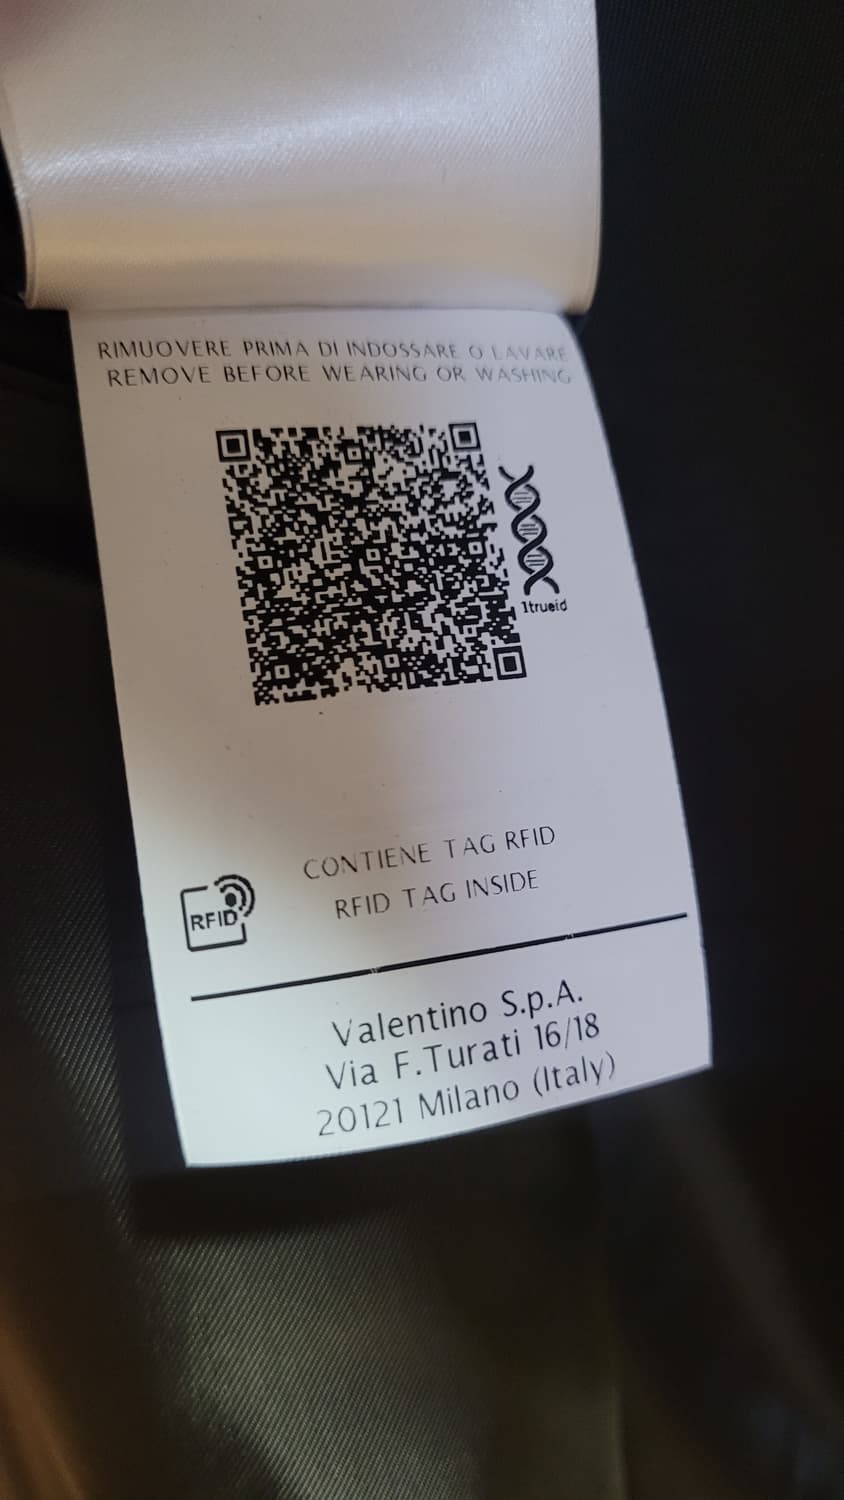 RIMUOVERE PRIMA DI INDOSSARE O LAVARE
REMOVE BEFORE WEARING OR WASHING
1trueid
CONTIENE TAG RFID
RFID TAG INSIDE
RFID
Valentino S.p.A.
Via F.Turati 16/18
20121 Milano (Italy)